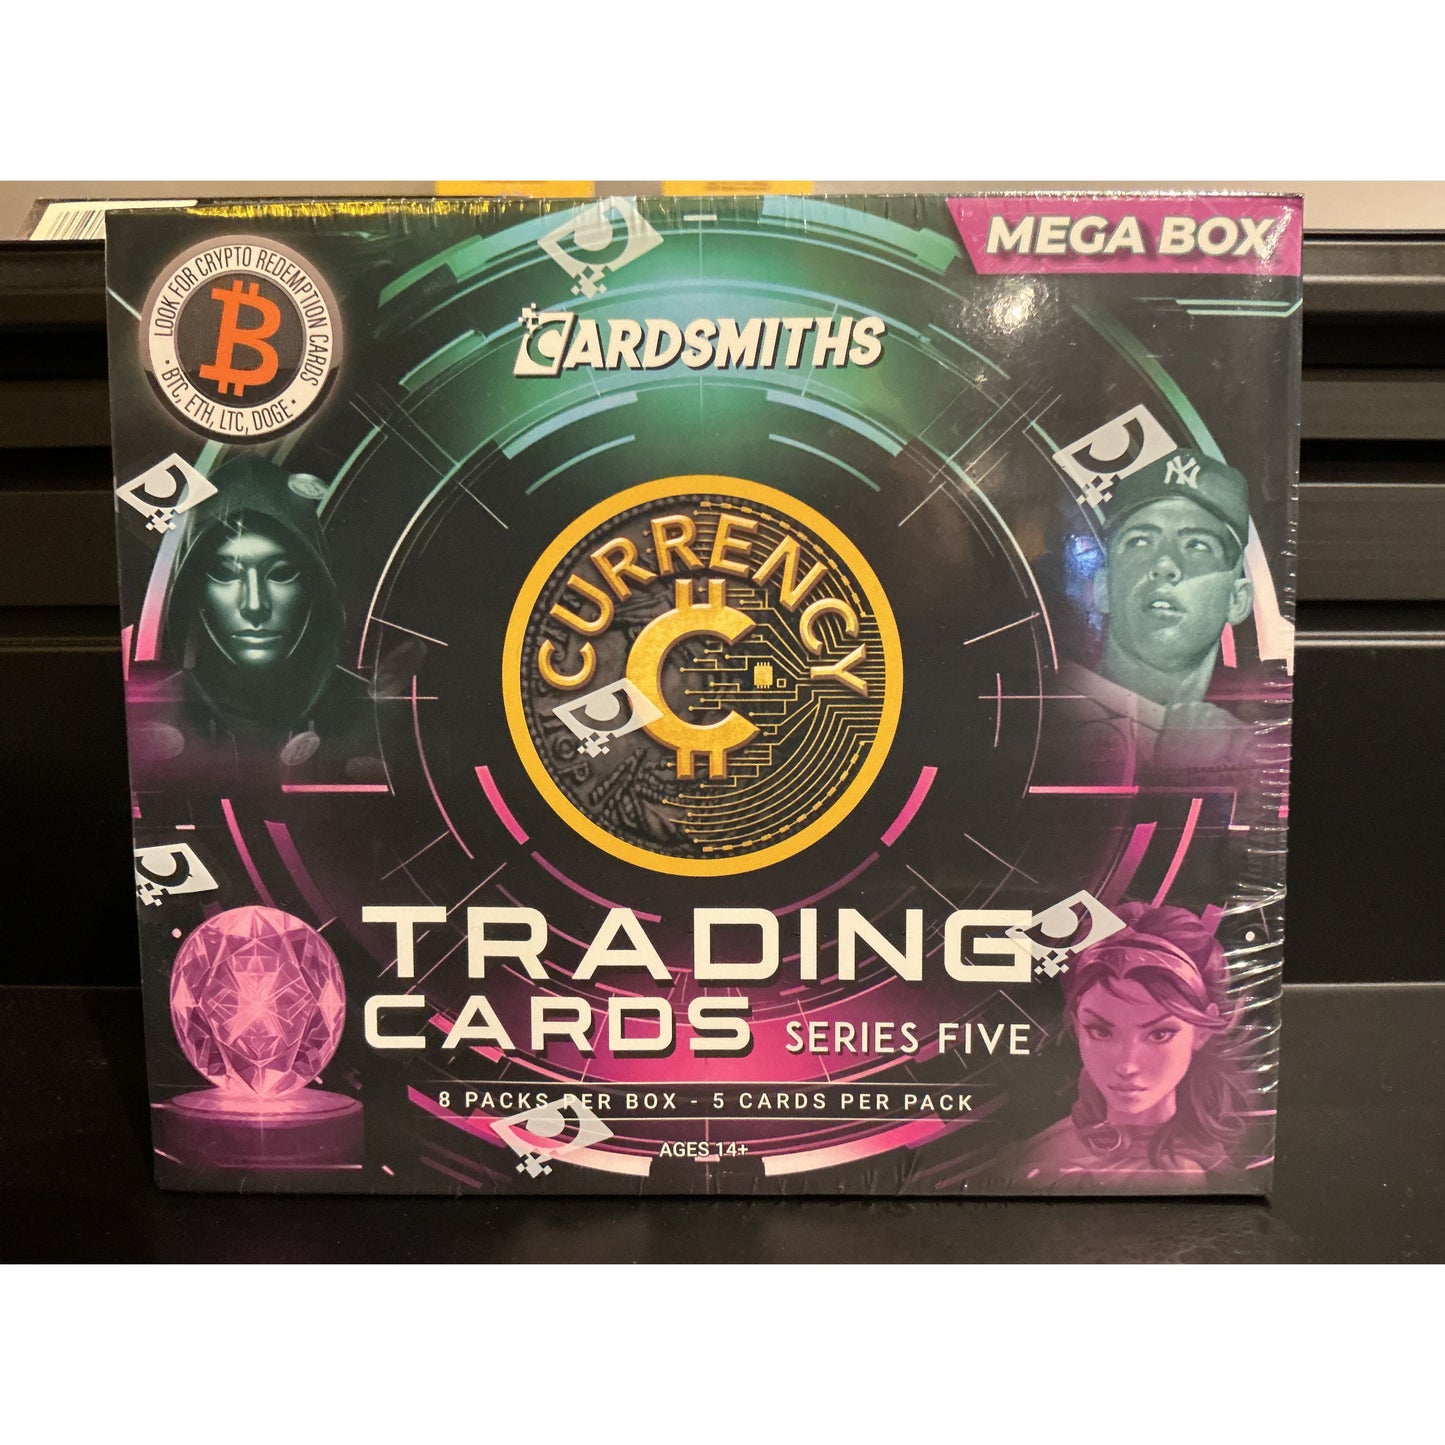 MEGA BOX
LOOK FOR CRYPTO REDEMPTION CARDS
• BTC, ETH, LTC, DOGE •
B
CARDSMITHS
NY
CURRENCY
C
TRADING
CARDS SERIES FIVE
8 PACKS PER BOX - 5 CARDS PER PACK
AGES 14+